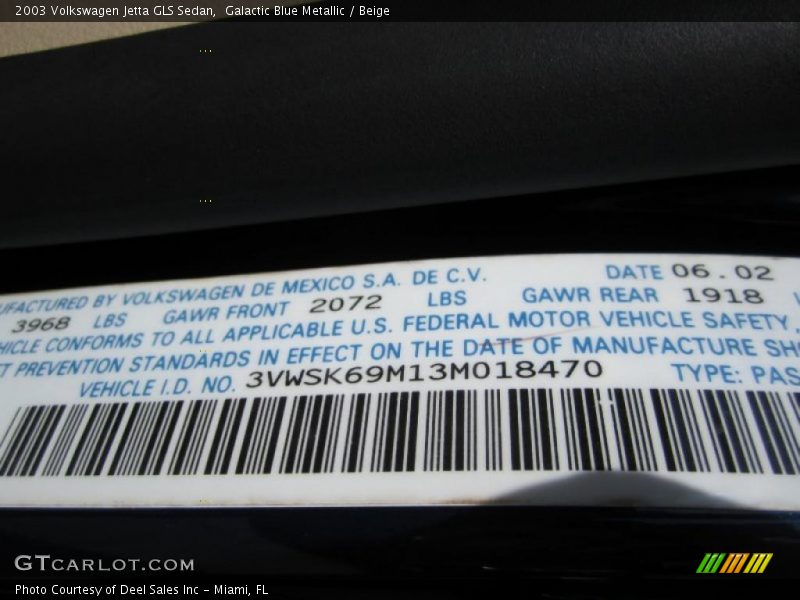 2003 Volkswagen Jetta GLS Sedan,  Galactic Blue Metallic / Beige
BY VOLKSWAGEN DE MEXICO S.A. DE C.V. DATE 06.02
3968 LBS GAWR FRONT 2072 LBS GAWR REAR 1918
CONFORMS TO ALL APPLICABLE U.S. FEDERAL MOTOR VEHICLE SAFETY,
PREVENTION STANDARDS IN EFFECT ON THE DATE OF MANUFACTURE
VEHICLE I.D. NO. 3VWSK69M13M018470 TYPE: PAS
GTCARLOT.COM
Photo Courtesy of Deel Sales Inc - Miami, FL